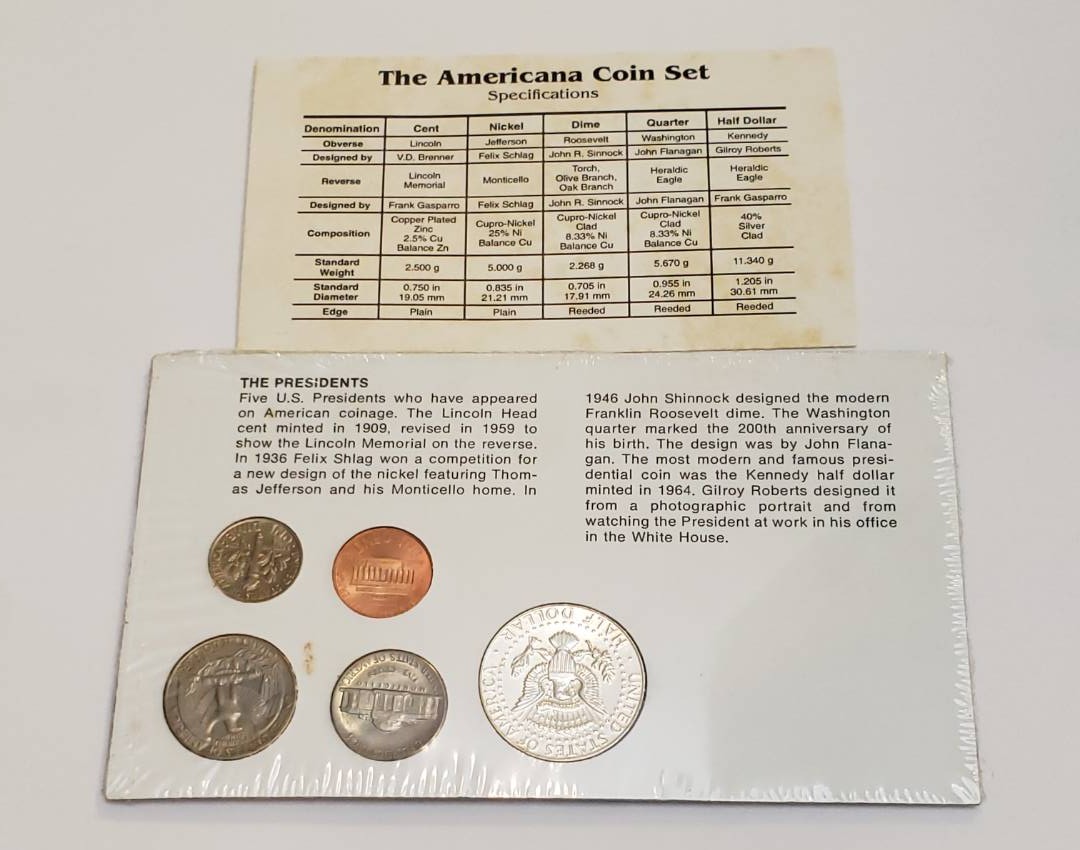 The Americana Coin Set
Specifications
Denomination Cent Nickel Dime Quarter Half Dollar
Obverse Lincoln Jefferson Roosevelt Washington Kennedy
Designed by V.D. Brenner Felix Schlag John R. Sinnock John Flanagan Gilroy Roberts
Reverse Lincoln Memorial Monticello Torch, Olive Branch, Oak Branch Heraldic Eagle Heraldic Eagle
Designed by Frank Gasparro Felix Schlag John R. Sinnock John Flanagan Frank Gasparro
Composition Copper Plated Zinc 2.5% Cu Balance Zn Cupro-Nickel 25% Ni Balance Cu Cupro-Nickel Clad 8.33% Ni Balance Cu Cupro-Nickel Clad 8.33% Ni Balance Cu 40% Silver Clad
Standard Weight 2.500 g 5.000 g 2.268 g 5.670 g 11.340 g
Standard Diameter 0.750 in 19.05 mm 0.835 in 21.21 mm 0.705 in 17.91 mm 0.955 in 24.26 mm 1.205 in 30.61 mm
Edge Plain Plain Reeded Reeded Reeded
THE PRESIDENTS
Five U.S. Presidents who have appeared
on American coinage. The Lincoln Head
cent minted in 1909, revised in 1959 to
show the Lincoln Memorial on the reverse.
In 1936 Felix Shlag won a competition for
a new design of the nickel featuring Thom-
as Jefferson and his Monticello home. In
1946 John Shinnock designed the modern
Franklin Roosevelt dime. The Washington
quarter marked the 200th anniversary of
his birth. The design was by John Flana-
gan. The most modern and famous presi-
dential coin was the Kennedy half dollar
minted in 1964. Gilroy Roberts designed it
from a photographic portrait and from
watching the President at work in his office
in the White House.
UNITED STATES OF AMERICA
HALF DOLLAR